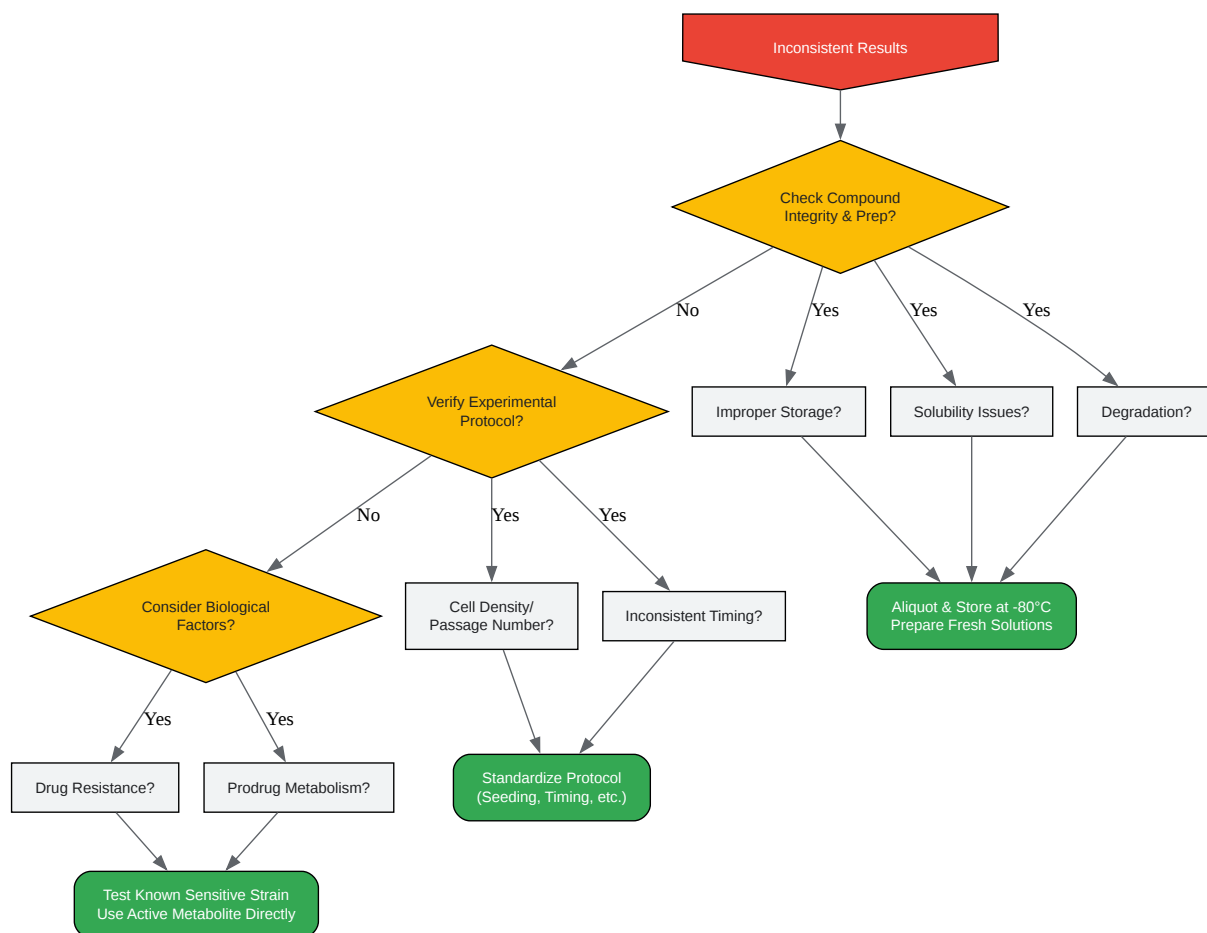 Inconsistent Results
Check Compound
Integrity & Prep?
No
Yes
Yes
Yes
Verify Experimental
Protocol?
Improper Storage?
Solubility Issues?
Degradation?
No
Yes
Yes
Consider Biological
Factors?
Cell Density/
Passage Number?
Inconsistent Timing?
Aliquot & Store at -80°C
Prepare Fresh Solutions
Yes
Yes
Drug Resistance?
Prodrug Metabolism?
Standardize Protocol
(Seeding, Timing, etc.)
Test Known Sensitive Strain
Use Active Metabolite Directly